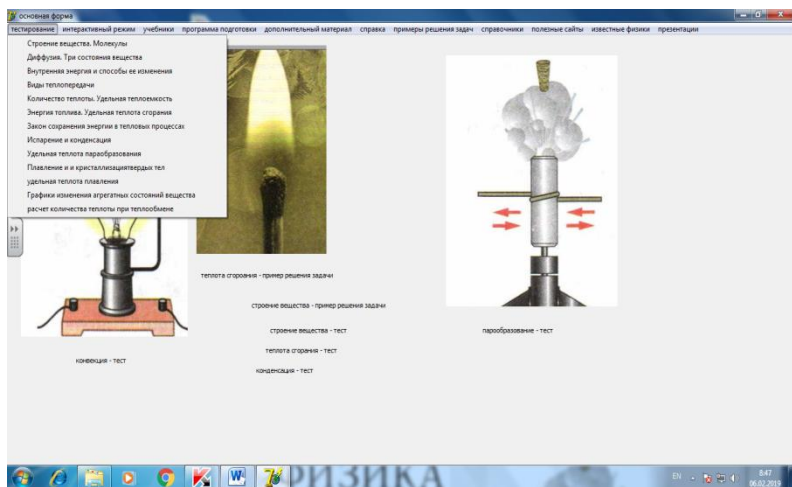 основная форма
тестирование интерактивный режим учебники программа подготовки дополнительный материал справка примеры решения задач справочники полезные сайты известные физики презентации
Строение вещества. Молекулы
Диффузия. Три состояния вещества
Внутренняя энергия и способы ее изменения
Виды теплопередачи
Количество теплоты. Удельная теплоемкость
Энергия топлива. Удельная теплота сгорания
Закон сохранения энергии в тепловых процессах
Испарение и конденсация
Удельная теплота парообразования
Плавление и и кристаллизациятвердых тел
удельная теплота плавления
Графики изменения агрегатных состояний вещества
расчет количества теплоты при теплообмене
теплота сгорания - пример решения задачи
строение вещества - пример решения задачи
строение вещества - тест
парообразование - тест
теплота сгорания - тест
конвекция - тест
конденсация - тест
ФИЗИКА
EN
8:47
06.02.2019